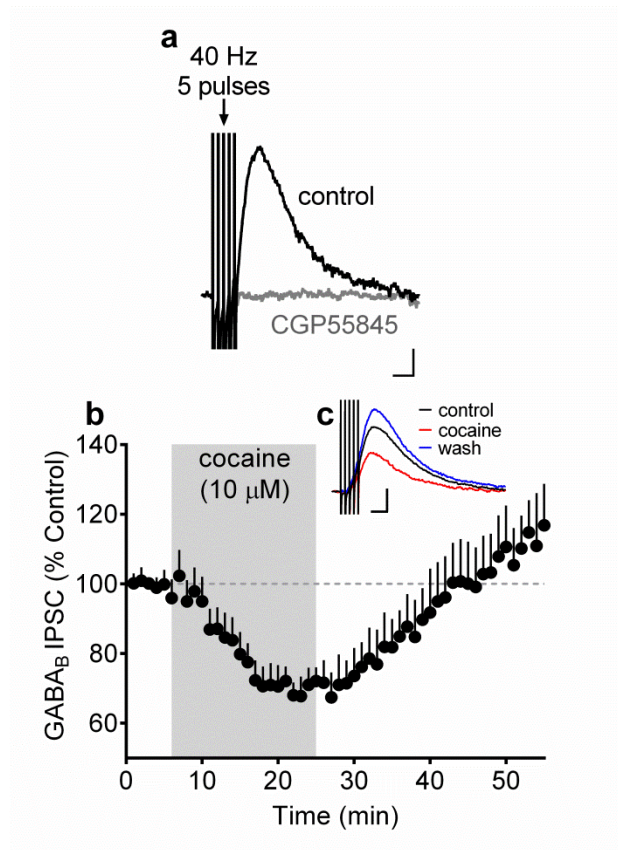 a
40 Hz
5 pulses
control
CGP55845
b
c
control
cocaine
wash
cocaine
(10 μM)
GABAB IPSC (% Control)
140
120
100
80
60
0 10 20 30 40 50
Time (min)